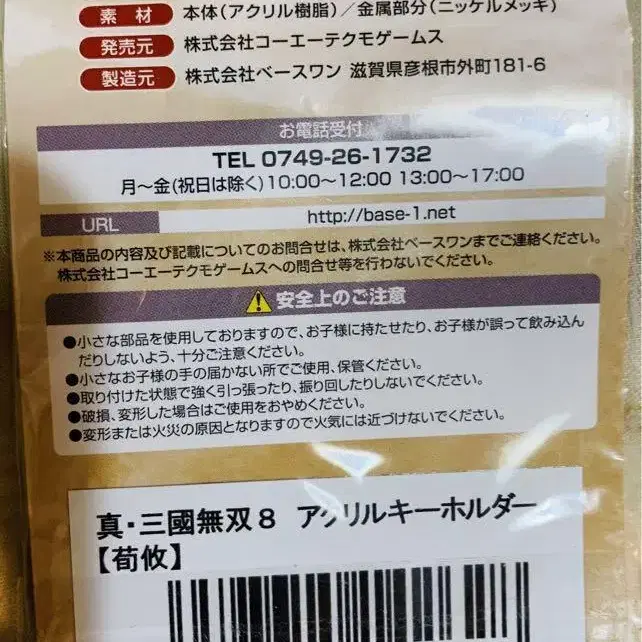 素材 本体(アクリル樹脂)／金属部分(ニッケルメッキ)
発売元 株式会社コーエーテクモゲームス
製造元 株式会社ベースワン 滋賀県彦根市外町181-6
お電話受付
TEL 0749-26-1732
月～金(祝日は除く)10:00～12:00 13:00～17:00
URL http://base-1.net
※本商品の内容及び記載についてのお問合せは、株式会社ベースワンまでご連絡ください。
株式会社コーエーテクモゲームスへの問合せ等を行わないでください。
安全上のご注意
●小さな部品を使用しておりますので、お子様に持たせたり、お子様が誤って飲み込ん
だりしないよう、十分ご注意ください。
●小さなお子様の手の届かない所でご使用、保管ください。
●取り付けた状態で強く引っ張ったり、振り回したりしないでください。
●破損、変形した場合はご使用をおやめください。
●変形または火災の原因となりますので火気には近づけないでください。
真・三國無双8 アクリルキーホルダー
【荀攸】